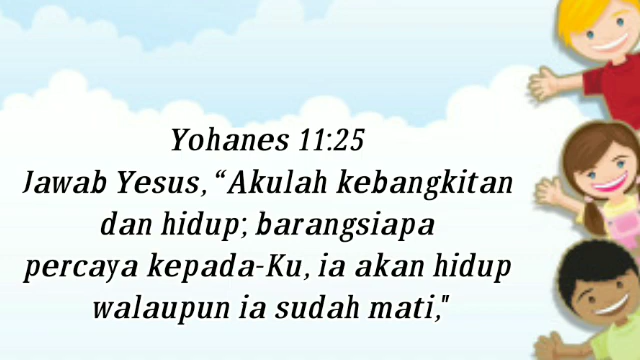 Yohanes 11:25
Jawab Yesus, “Akulah kebangkitan
dan hidup; barangsiapa
percaya kepada-Ku, ia akan hidup
walaupun ia sudah mati,"